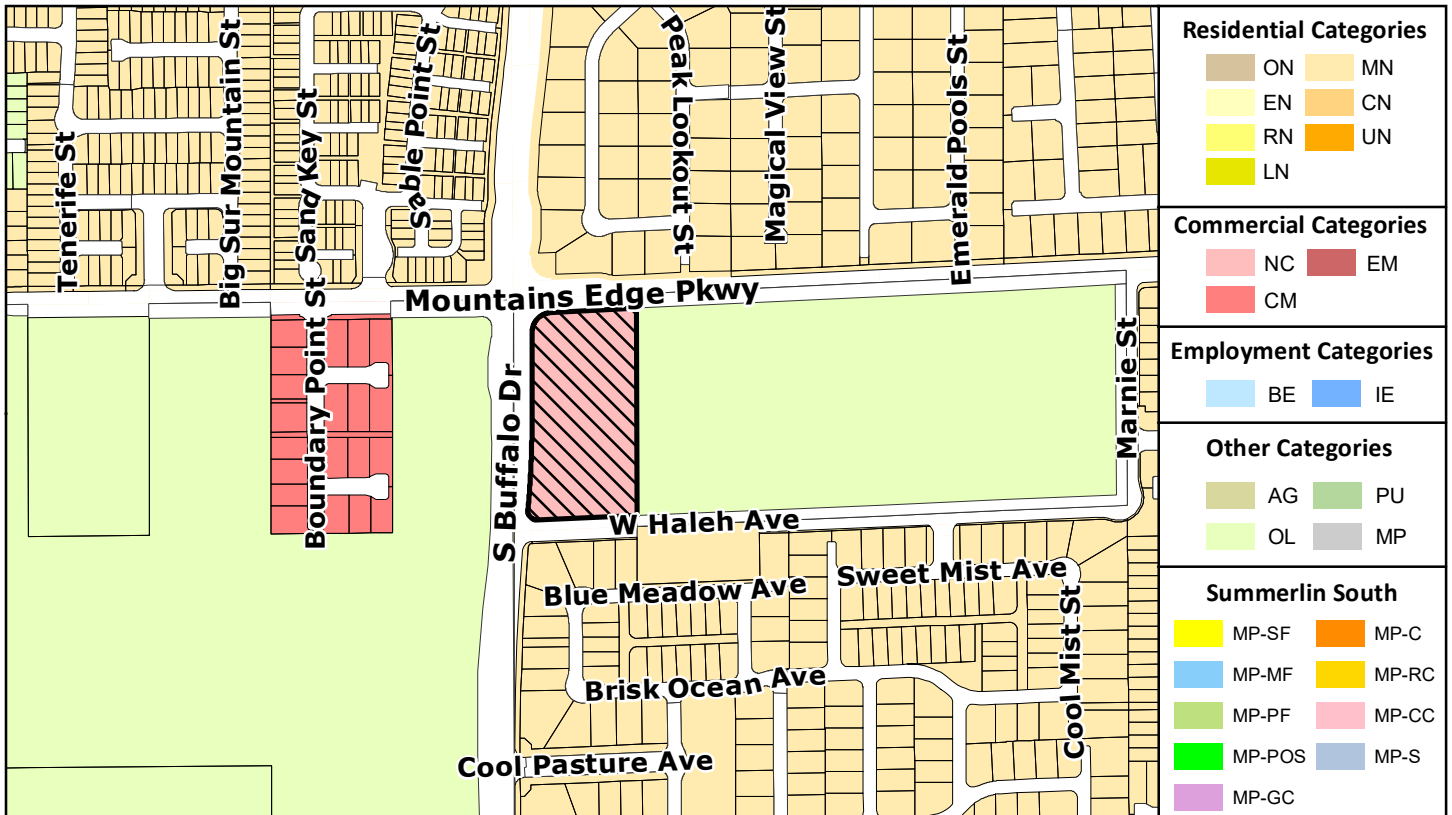 Tenerife St
Big Sur Mountain St
Sand Key St
Seble Point St
Peak Lookout St
Magical View St
Emerald Pools St
Mountains Edge Pkwy
Boundary Point St
S Buffalo Dr
Marnie St
W Haleh Ave
Blue Meadow Ave
Sweet Mist Ave
Brisk Ocean Ave
Cool Mist St
Cool Pasture Ave
Residential Categories
ON MN
EN CN
RN UN
LN
Commercial Categories
NC EM
CM
Employment Categories
BE IE
Other Categories
AG PU
OL MP
Summerlin South
MP-SF MP-C
MP-MF MP-RC
MP-PF MP-CC
MP-POS MP-S
MP-GC